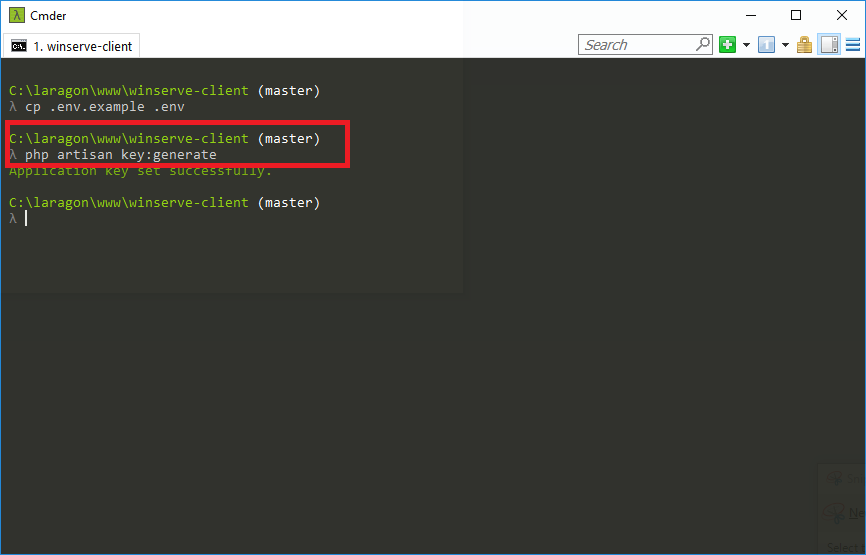 Cmder
1. winserve-client
Search
C:\laragon\www\winserve-client (master)
λ cp .env.example .env
C:\laragon\www\winserve-client (master)
λ php artisan key:generate
Application key set successfully.
C:\laragon\www\winserve-client (master)
λ